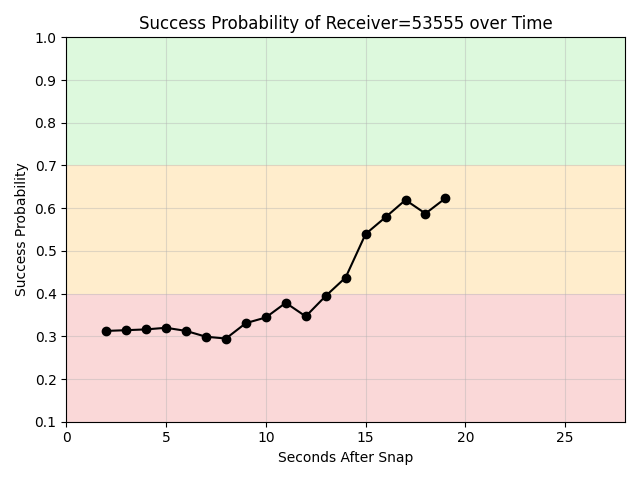 Success Probability of Receiver=53555 over Time
1.0
0.9
0.8
0.7
0.6
0.5
0.4
0.3
0.2
0.1
Success Probability
0 5 10 15 20 25
Seconds After Snap